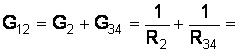 G₁₂ = G₂ + G₃₄ = 1/R₂ + 1/R₃₄ =